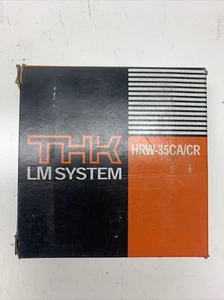 THK
HRW-35CA/CR
LM SYSTEM